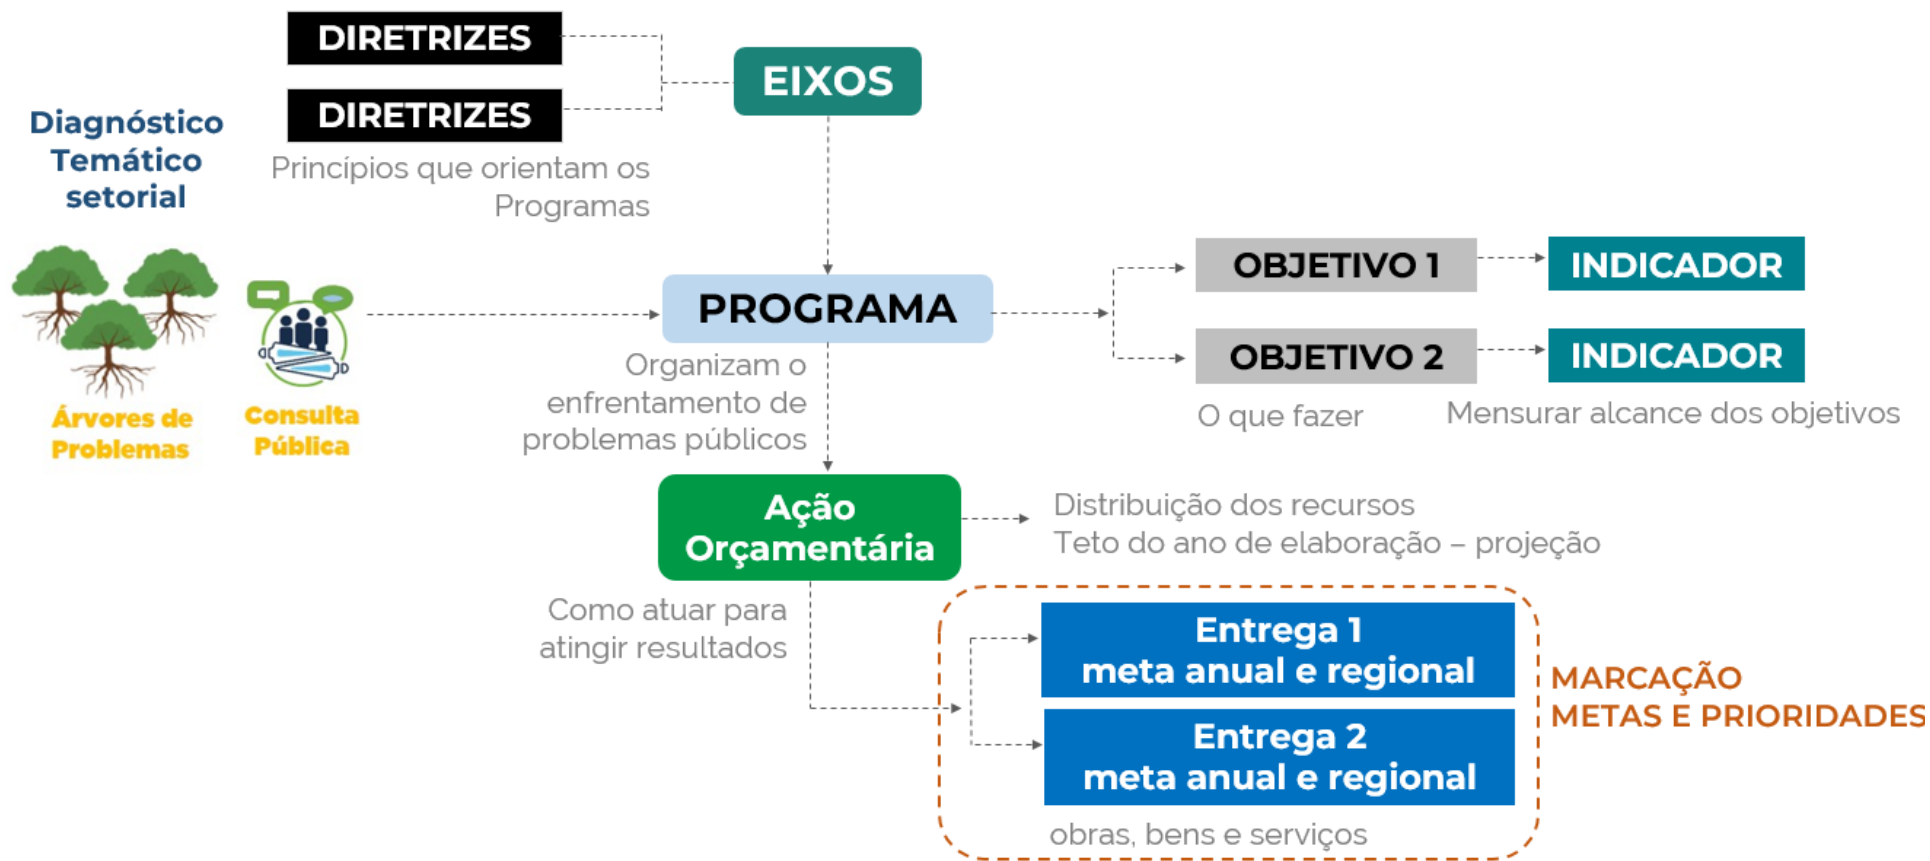 DIRETRIZES
DIRETRIZES
EIXOS
Princípios que orientam os
Programas
Diagnóstico
Temático
setorial
Árvores de
Problemas
Consulta
Pública
PROGRAMA
Organizam o
enfrentamento de
problemas públicos
OBJETIVO 1
INDICADOR
OBJETIVO 2
INDICADOR
O que fazer
Mensurar alcance dos objetivos
Ação
Orçamentária
Distribuição dos recursos
Teto do ano de elaboração – projeção
Como atuar para
atingir resultados
Entrega 1
meta anual e regional
Entrega 2
meta anual e regional
obras, bens e serviços
MARCAÇÃO
METAS E PRIORIDADES